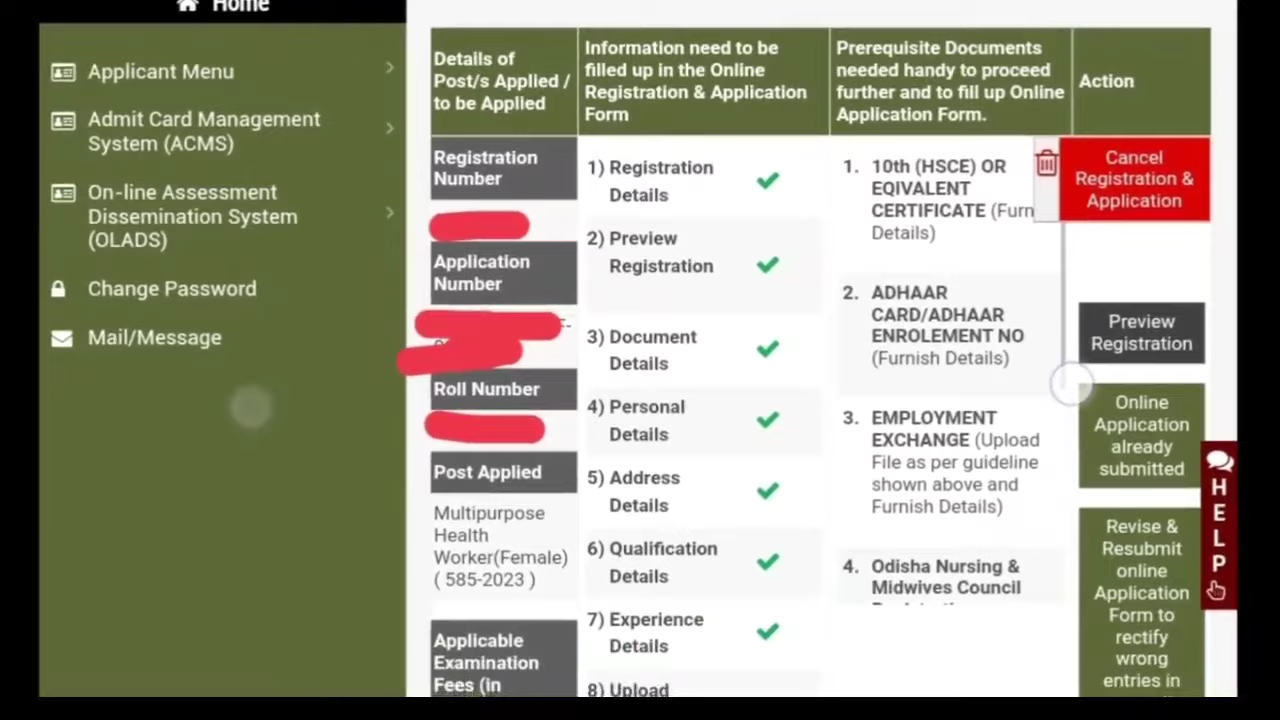 Home
Applicant Menu
Admit Card Management
System (ACMS)
On-line Assessment
Dissemination System
(OLADS)
Change Password
Mail/Message
Details of
Post/s Applied /
to be Applied
Information need to be
filled up in the Online
Registration & Application
Form
Prerequisite Documents
needed handy to proceed
further and to fill up Online
Application Form.
Action
Registration
Number
Application
Number
Roll Number
Post Applied
Multipurpose
Health
Worker(Female)
( 585-2023 )
Applicable
Examination
Fees (in
1) Registration
Details
2) Preview
Registration
3) Document
Details
4) Personal
Details
5) Address
Details
6) Qualification
Details
7) Experience
Details
8) Upload
1. 10th (HSCE) OR
EQIVALENT
CERTIFICATE (Furn
Details)
2. ADHAAR
CARD/ADHAAR
ENROLEMENT NO
(Furnish Details)
3. EMPLOYMENT
EXCHANGE (Upload
File as per guideline
shown above and
Furnish Details)
4. Odisha Nursing &
Midwives Council
Cancel
Registration &
Application
Preview
Registration
Online
Application
already
submitted
Revise &
Resubmit
online
Application
Form to
rectify
wrong
entries in
HELP